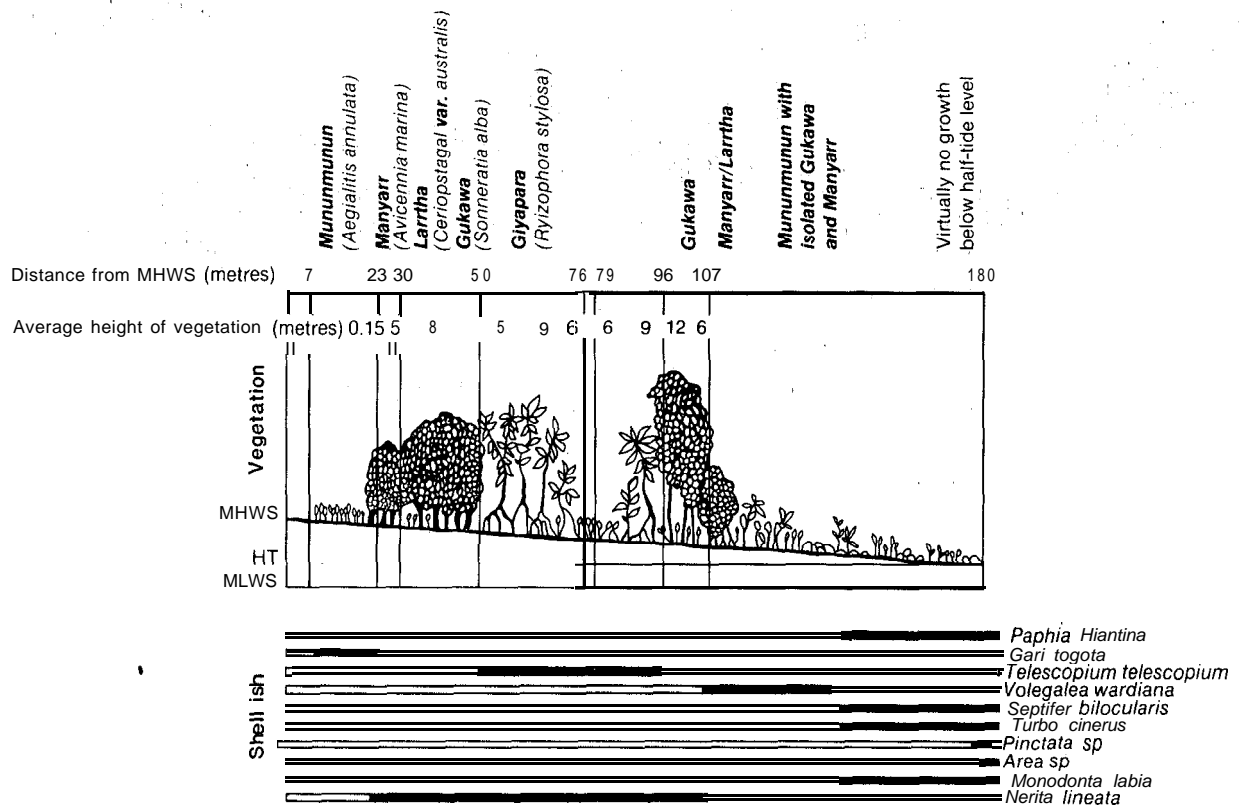 Mununmunun
(Aegialitis annulata)
Manyarr
(Avicennia marina)
Larrtha
(Ceriopstagal var. australis)
Gukawa
(Sonneratia alba)
Giyapara
(Ryizophora stylosa)
Gukawa
Manyarr/Larrtha
Mununmunun with
isolated Gukawa
and Manyarr
Virtually no growth
below half-tide level
Distance from MHWS (metres) 7 23 30 50 76 79 96 107 180
Average height of vegetation (metres) 0.15 5 8 5 9 6 6 9 12 6
Vegetation
MHWS
HT
MLWS
Shell ish
Paphia Hiantina
Gari togota
Telescopium telescopium
Volegalea wardiana
Septifer bilocularis
Turbo cinerus
Pinctata sp
Area sp
Monodonta labia
Nerita lineata